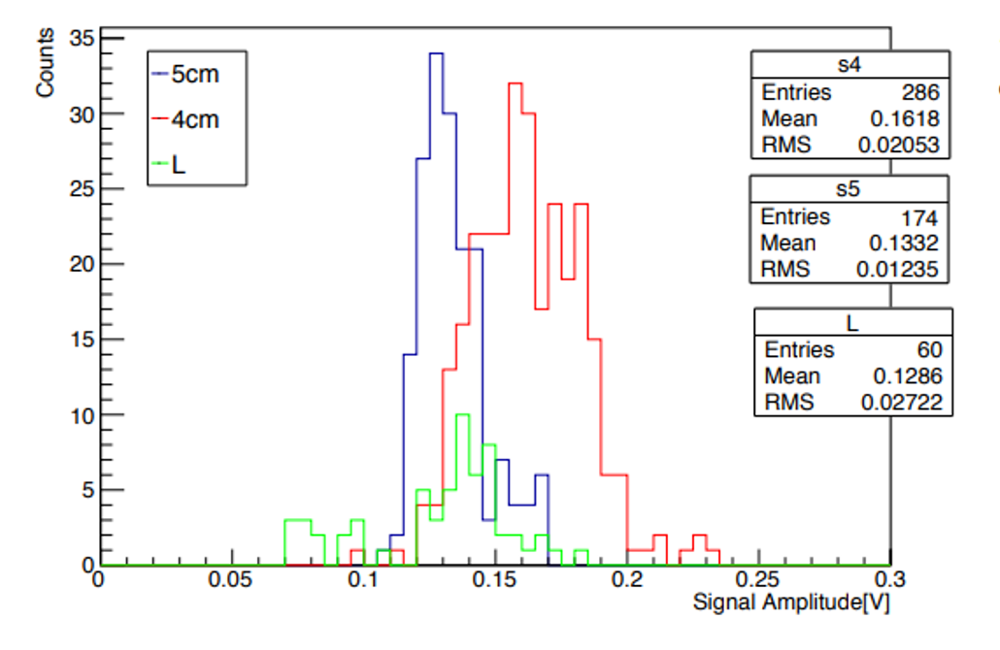 Counts
35
30
25
20
15
10
5
0
5cm
4cm
L
s4
Entries 286
Mean 0.1618
RMS 0.02053
s5
Entries 174
Mean 0.1332
RMS 0.01235
L
Entries 60
Mean 0.1286
RMS 0.02722
0 0.05 0.1 0.15 0.2 0.25 0.3
Signal Amplitude[V]